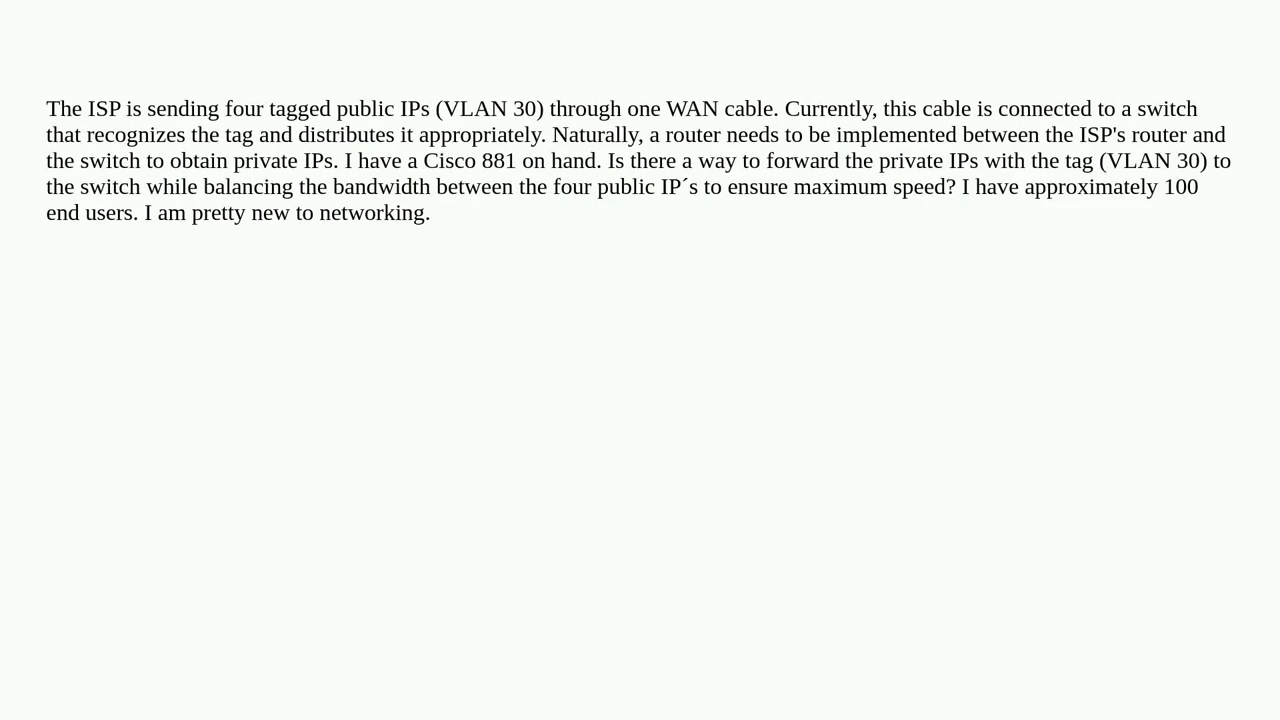 The ISP is sending four tagged public IPs (VLAN 30) through one WAN cable. Currently, this cable is connected to a switch
that recognizes the tag and distributes it appropriately. Naturally, a router needs to be implemented between the ISP's router and
the switch to obtain private IPs. I have a Cisco 881 on hand. Is there a way to forward the private IPs with the tag (VLAN 30) to
the switch while balancing the bandwidth between the four public IP´s to ensure maximum speed? I have approximately 100
end users. I am pretty new to networking.